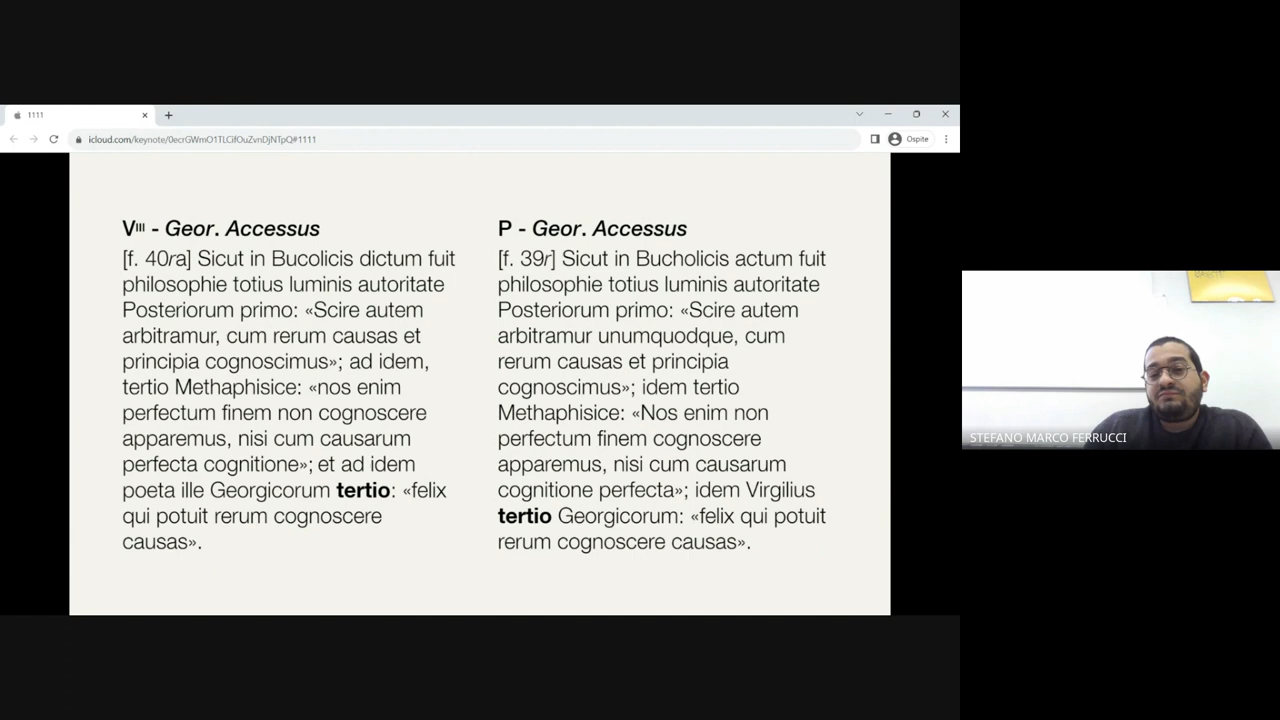 1111
icloud.com/keynote/0ecrGWmO1TLCifOuZvnDjNTpQ#1111
Ospite
VIII - Geor. Accessus
[f. 40ra] Sicut in Bucolicis dictum fuit
philosophie totius luminis autoritate
Posteriorum primo: «Scire autem
arbitramur, cum rerum causas et
principia cognoscimus»; ad idem,
tertio Methaphisice: «nos enim
perfectum finem non cognoscere
apparemus, nisi cum causarum
perfecta cognitione»; et ad idem
poeta ille Georgicorum tertio: «felix
qui potuit rerum cognoscere
causas».
P - Geor. Accessus
[f. 39r] Sicut in Bucholicis actum fuit
philosophie totius luminis autoritate
Posteriorum primo: «Scire autem
arbitramur unumquodque, cum
rerum causas et principia
cognoscimus»; idem tertio
Methaphisice: «Nos enim non
perfectum finem cognoscere
apparemus, nisi cum causarum
cognitione perfecta»; idem Virgilius
tertio Georgicorum: «felix qui potuit
rerum cognoscere causas».
STEFANO MARCO FERRUCCI